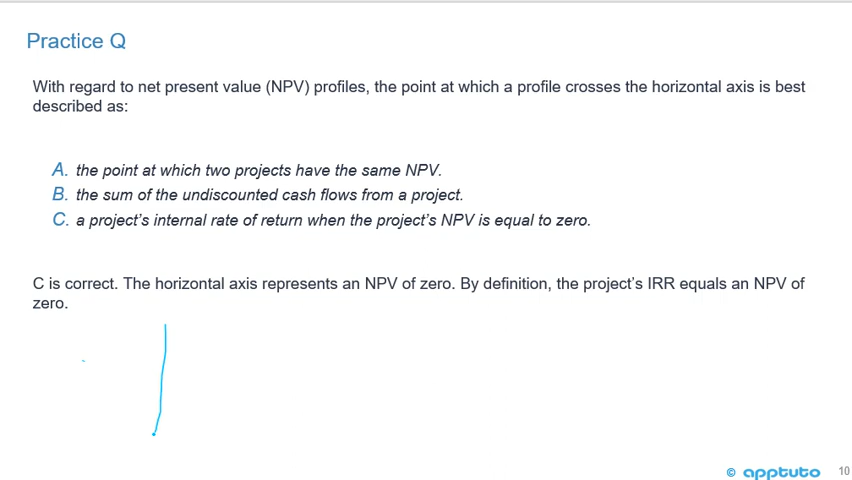 Practice Q
With regard to net present value (NPV) profiles, the point at which a profile crosses the horizontal axis is best
described as:
A. the point at which two projects have the same NPV.
B. the sum of the undiscounted cash flows from a project.
C. a project’s internal rate of return when the project’s NPV is equal to zero.
C is correct. The horizontal axis represents an NPV of zero. By definition, the project’s IRR equals an NPV of
zero.
© apptuto 10